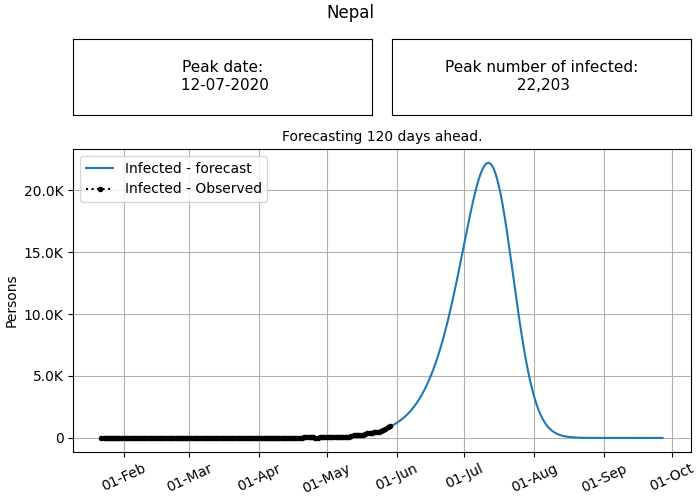 Nepal
Peak date:
12-07-2020
Peak number of infected:
22,203
Forecasting 120 days ahead.
Infected - forecast
Infected - Observed
Persons
20.0K
15.0K
10.0K
5.0K
0
01-Feb
01-Mar
01-Apr
01-May
01-Jun
01-Jul
01-Aug
01-Sep
01-Oct